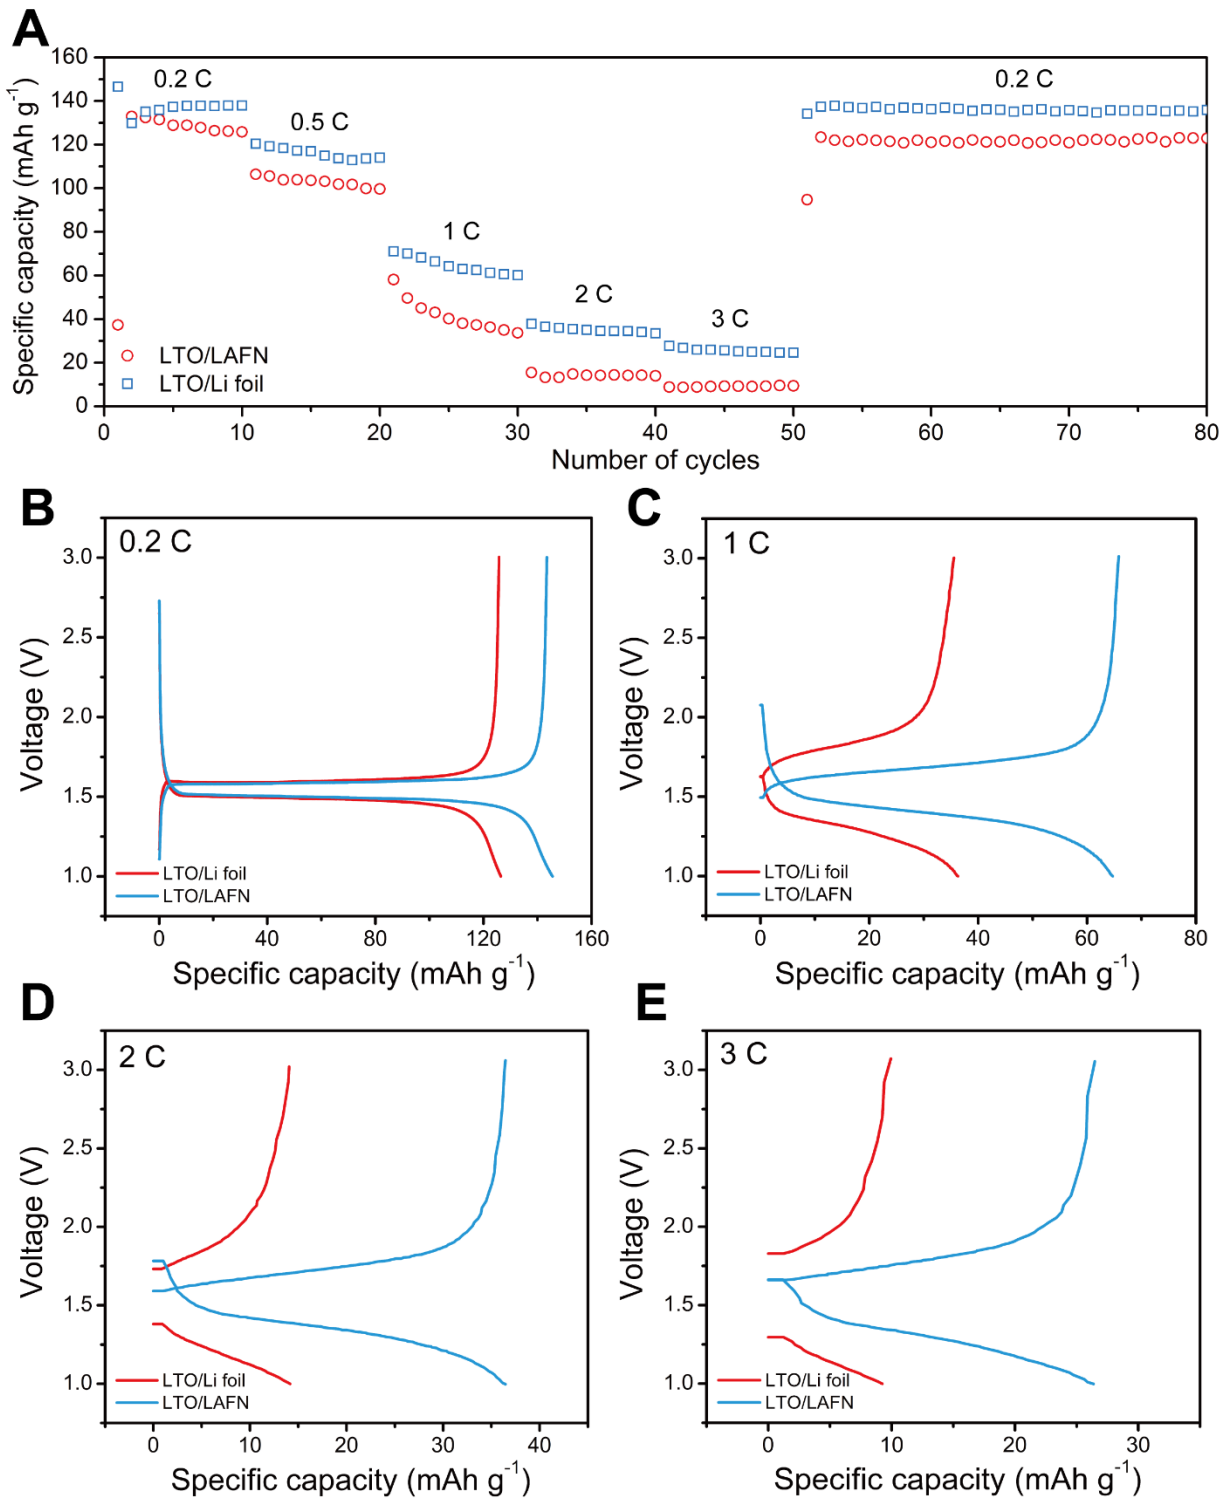 A
160
140
120
100
80
60
40
20
0
Specific capacity (mAh g⁻¹)
0.2 C
0.5 C
1 C
2 C
3 C
0.2 C
LTO/LAFN
LTO/Li foil
0 10 20 30 40 50 60 70 80
Number of cycles
B
0.2 C
3.0
2.5
2.0
1.5
1.0
Voltage (V)
LTO/Li foil
LTO/LAFN
0 40 80 120 160
Specific capacity (mAh g⁻¹)
C
1 C
3.0
2.5
2.0
1.5
1.0
Voltage (V)
LTO/Li foil
LTO/LAFN
0 20 40 60 80
Specific capacity (mAh g⁻¹)
D
2 C
3.0
2.5
2.0
1.5
1.0
Voltage (V)
LTO/Li foil
LTO/LAFN
0 10 20 30 40
Specific capacity (mAh g⁻¹)
E
3 C
3.0
2.5
2.0
1.5
1.0
Voltage (V)
LTO/Li foil
LTO/LAFN
0 10 20 30
Specific capacity (mAh g⁻¹)